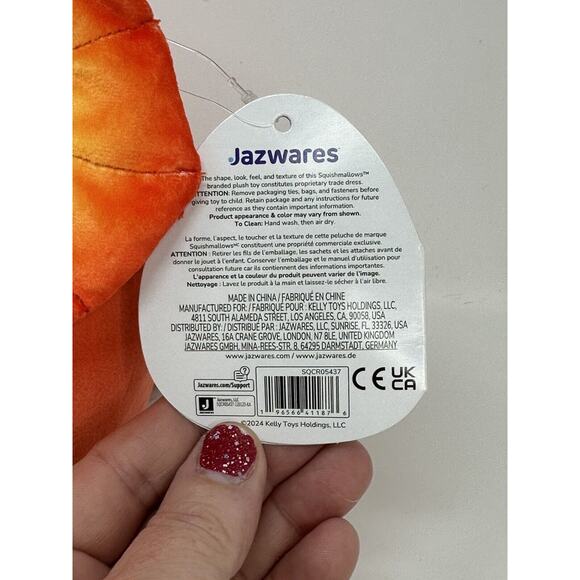 Jazwares
The shape, look, feel, and texture of this Squishmallows™
branded plush toy constitutes proprietary trade dress.
ATTENTION: Remove packaging ties, bags, and fasteners before
giving toy to child. Retain package and any instructions for future
reference as they contain important information.
Product appearance & color may vary from shown.
To Clean: Hand wash, then air dry.
La forme, l'aspect, le toucher et la texture de cette peluche de marque
Squishmallows™ constituent une propriété commerciale exclusive.
ATTENTION : Retirer les fils de l'emballage, les sachets et les attaches avant de
donner le jouet à l'enfant. Conserver l'emballage et le manuel d'utilisation pour
consultation future car ils contiennent des informations importantes.
L'apparence et la couleur du produit peuvent varier de l'image.
Nettoyage : Lavez le produit à la main et laissez-le sécher à l'air libre.
MADE IN CHINA / FABRIQUÉ EN CHINE
MANUFACTURED FOR: / FABRIQUÉ POUR : KELLY TOYS HOLDINGS, LLC,
4811 SOUTH ALAMEDA STREET, LOS ANGELES, CA, 90058, USA
DISTRIBUTED BY: / DISTRIBUÉ PAR : JAZWARES, LLC, SUNRISE, FL, 33326, USA
JAZWARES, 16A CRANE GROVE, LONDON, N7 8LE, UNITED KINGDOM
JAZWARES GMBH, MINA-REES-STR. 8, 64295 DARMSTADT, GERMANY
www.jazwares.com / www.jazwares.de
SQCR05437
Jazwares.com/Support
CE UK
CA
J
Jazwares, LLC
1 96566 41187 6
©2024 Kelly Toys Holdings, LLC